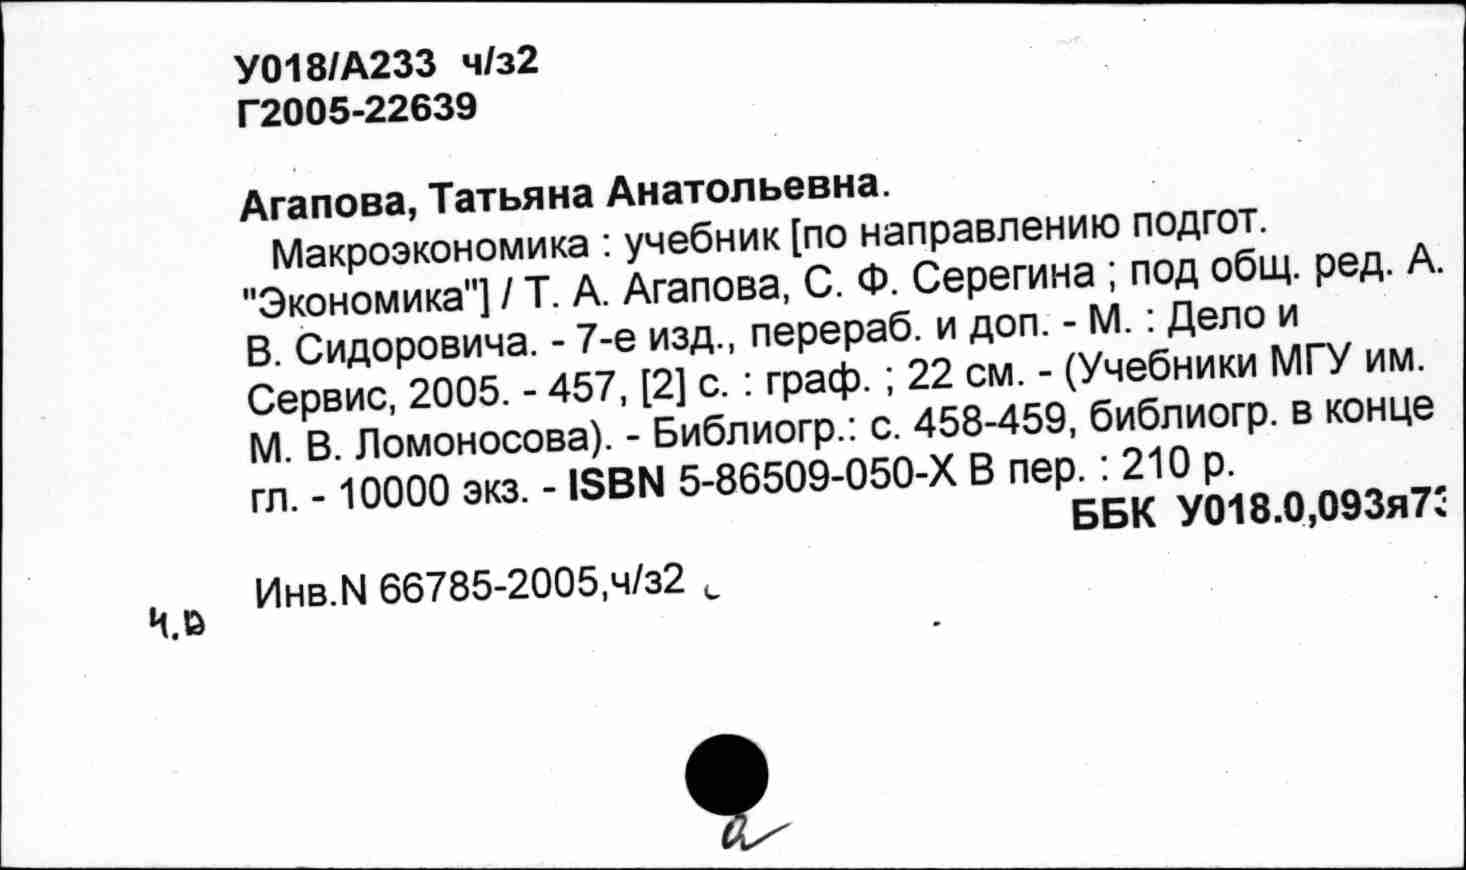 У018/А233 ч/з2
Г2005-22639
Агапова, Татьяна Анатольевна.
Макроэкономика : учебник [по направлению подгот.
"Экономика"] / Т. А. Агапова, С. Ф. Серегина ; под общ. ред. А.
В. Сидоровича. - 7-е изд., перераб. и доп. - М. : Дело и
Сервис, 2005. - 457, [2] с. : граф. ; 22 см. - (Учебники МГУ им.
М. В. Ломоносова). - Библиогр.: с. 458-459, библиогр. в конце
гл. - 10000 экз. - ISBN 5-86509-050-X В пер. : 210 р.
ББК У018.0,093я73
Инв.N 66785-2005,ч/з2
а